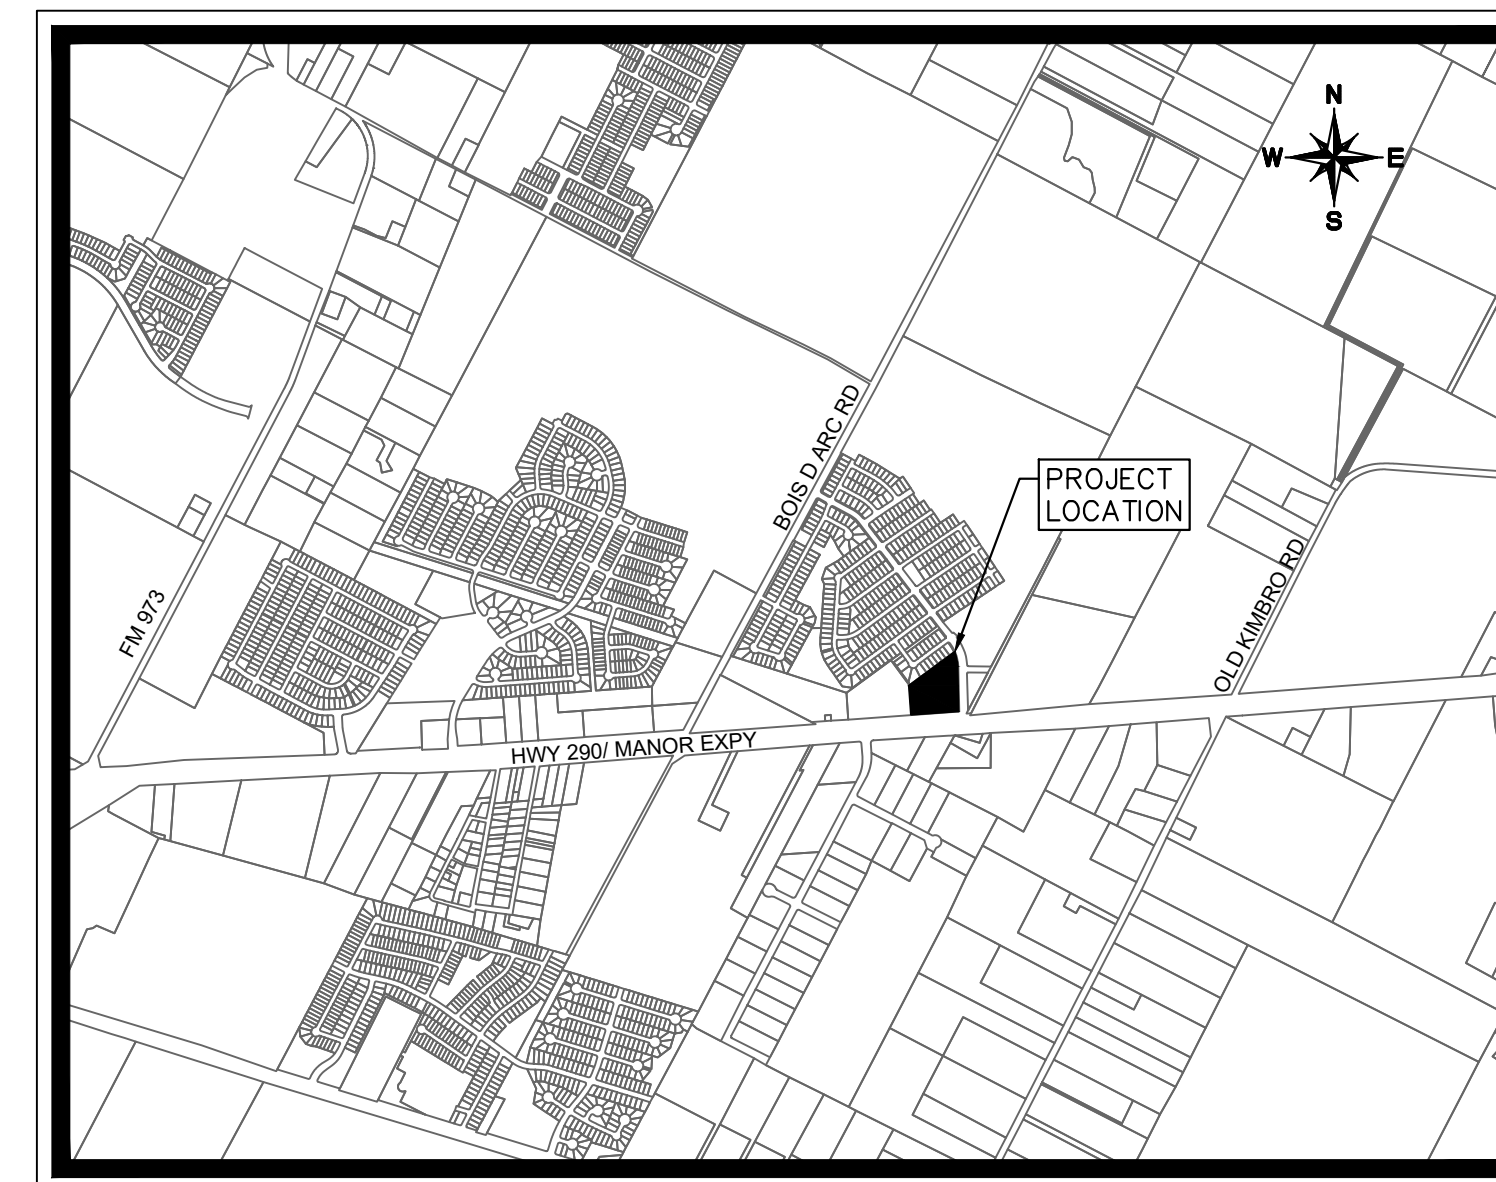 N
W E
S
BOIS D ARC RD
PROJECT
LOCATION
FM 973
OLD KIMBRO RD
HWY 290/ MANOR EXPY